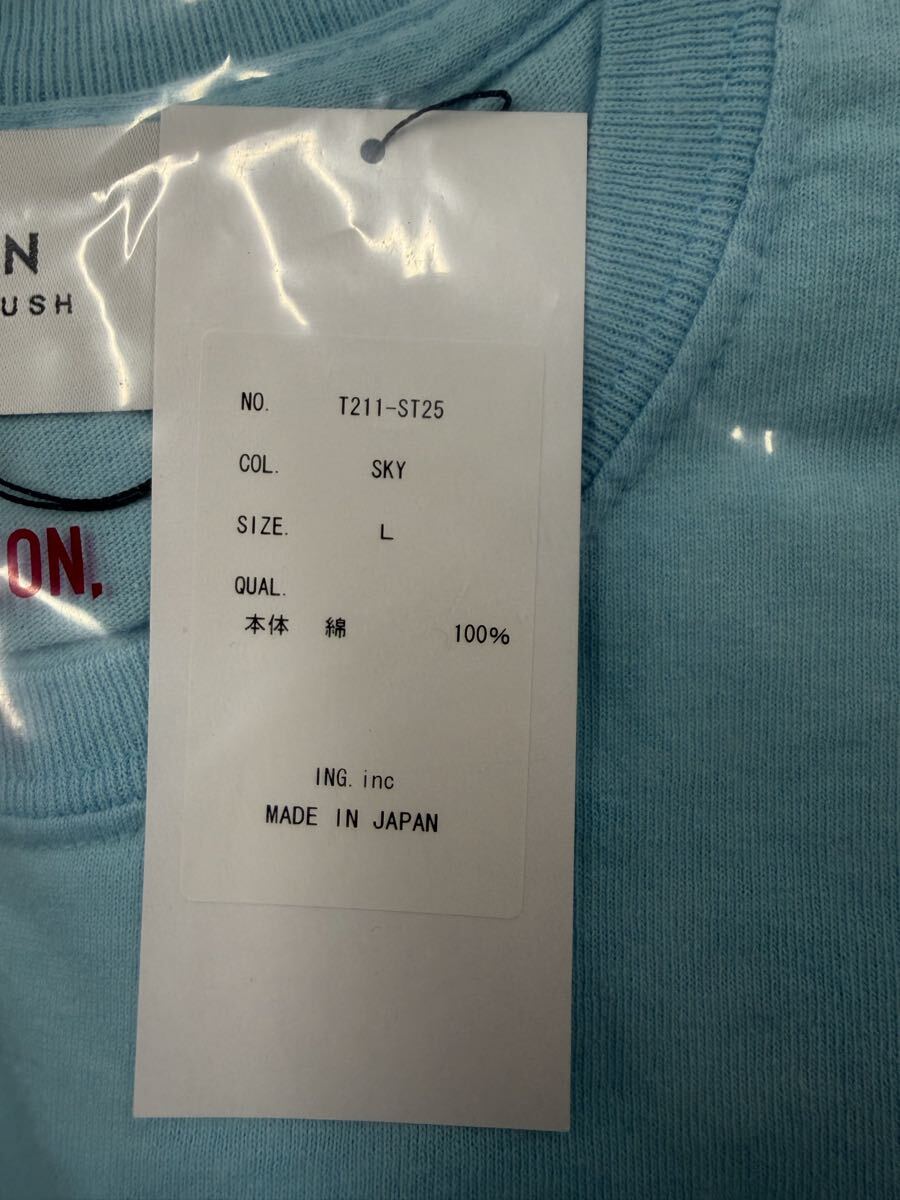 N
USH
ON.
NO. T211-ST25
COL. SKY
SIZE. L
QUAL.
本体 綿 100%
ING. inc
MADE IN JAPAN